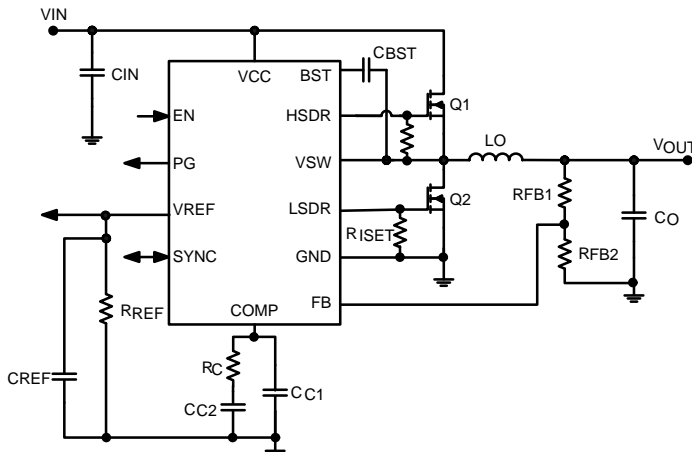 VIN
CIN
VCC
BST
CBST
EN
HSDR
Q1
PG
VSW
LO
VOUT
VREF
LSDR
Q2
RFB1
RISET
CO
SYNC
GND
RFB2
RREF
COMP
FB
CREF
RC
CC2
CC1